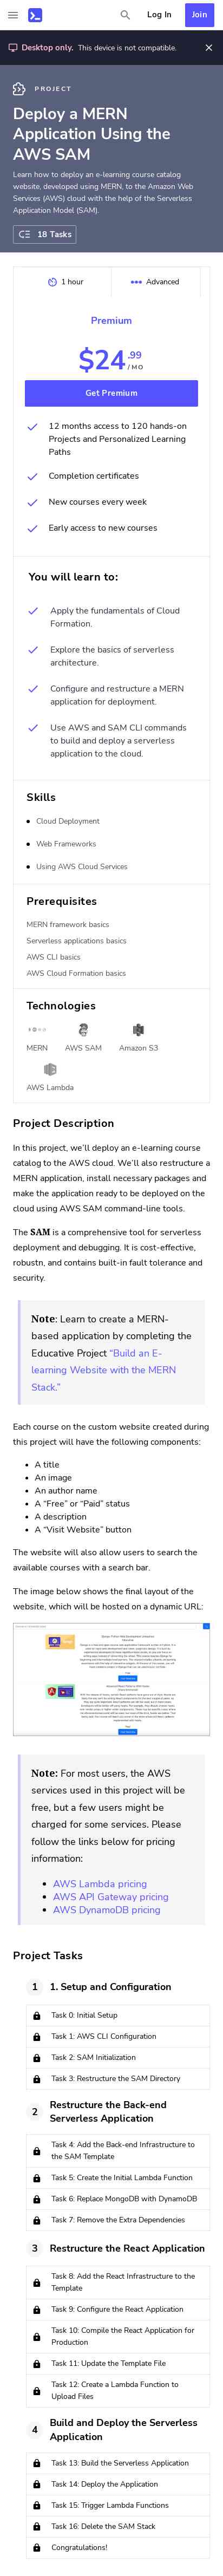 Log In
Join
Desktop only. This device is not compatible.
PROJECT
Deploy a MERN
Application Using the
AWS SAM
Learn how to deploy an e-learning course catalog
website, developed using MERN, to the Amazon Web
Services (AWS) cloud with the help of the Serverless
Application Model (SAM).
18 Tasks
1 hour
Advanced
Premium
$24.99
/ MO
Get Premium
12 months access to 120 hands-on
Projects and Personalized Learning
Paths
Completion certificates
New courses every week
Early access to new courses
You will learn to:
Apply the fundamentals of Cloud
Formation.
Explore the basics of serverless
architecture.
Configure and restructure a MERN
application for deployment.
Use AWS and SAM CLI commands
to build and deploy a serverless
application to the cloud.
Skills
Cloud Deployment
Web Frameworks
Using AWS Cloud Services
Prerequisites
MERN framework basics
Serverless applications basics
AWS CLI basics
AWS Cloud Formation basics
Technologies
MERN
AWS SAM
Amazon S3
AWS Lambda
Project Description
In this project, we’ll deploy an e-learning course
catalog to the AWS cloud. We’ll also restructure a
MERN application, install necessary packages and
make the application ready to be deployed on the
cloud using AWS SAM command-line tools.
The SAM is a comprehensive tool for serverless
deployment and debugging. It is cost-effective,
robust, and contains built-in fault tolerance and
security.
Note: Learn to create a MERN-
based application by completing the
Educative Project “Build an E-
learning Website with the MERN
Stack.”
Each course on the custom website created during
this project will have the following components:
A title
An image
An author name
A “Free” or “Paid” status
A description
A “Visit Website” button
The website will also allow users to search the
available courses with a search bar.
The image below shows the final layout of the
website, which will be hosted on a dynamic URL:
Note: For most users, the AWS
services used in this project will be
free, but a few users might be
charged for some services. Please
follow the links below for pricing
information:
AWS Lambda pricing
AWS API Gateway pricing
AWS DynamoDB pricing
Project Tasks
1 1. Setup and Configuration
Task 0: Initial Setup
Task 1: AWS CLI Configuration
Task 2: SAM Initialization
Task 3: Restructure the SAM Directory
2 Restructure the Back-end
Serverless Application
Task 4: Add the Back-end Infrastructure to
the SAM Template
Task 5: Create the Initial Lambda Function
Task 6: Replace MongoDB with DynamoDB
Task 7: Remove the Extra Dependencies
3 Restructure the React Application
Task 8: Add the React Infrastructure to the
Template
Task 9: Configure the React Application
Task 10: Compile the React Application for
Production
Task 11: Update the Template File
Task 12: Create a Lambda Function to
Upload Files
4 Build and Deploy the Serverless
Application
Task 13: Build the Serverless Application
Task 14: Deploy the Application
Task 15: Trigger Lambda Functions
Task 16: Delete the SAM Stack
Congratulations!